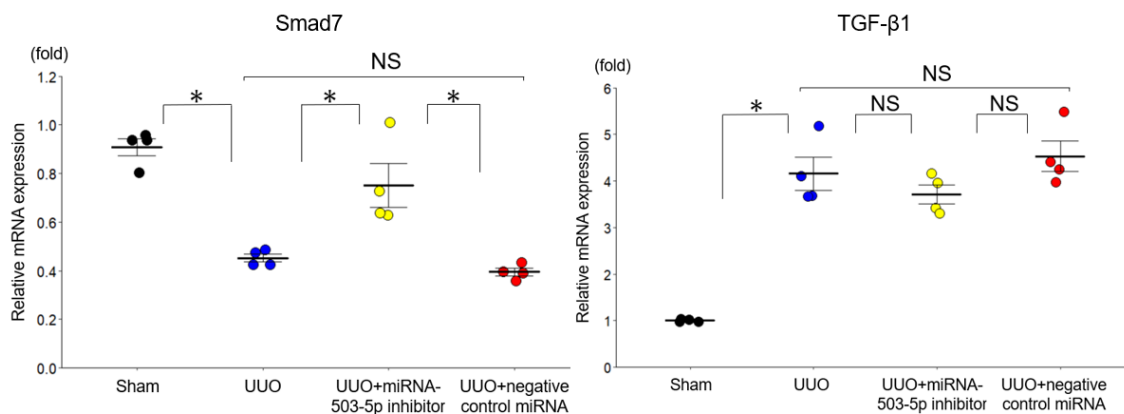 Smad7
(fold)
NS
*
*
*
1.2
1.0
0.8
0.6
0.4
0.2
0.0
Relative mRNA expression
Sham
UUO
UUO+miRNA-
503-5p inhibitor
UUO+negative
control miRNA
TGF-β1
(fold)
NS
*
NS
NS
6
5
4
3
2
1
0
Relative mRNA expression
Sham
UUO
UUO+miRNA-
503-5p inhibitor
UUO+negative
control miRNA